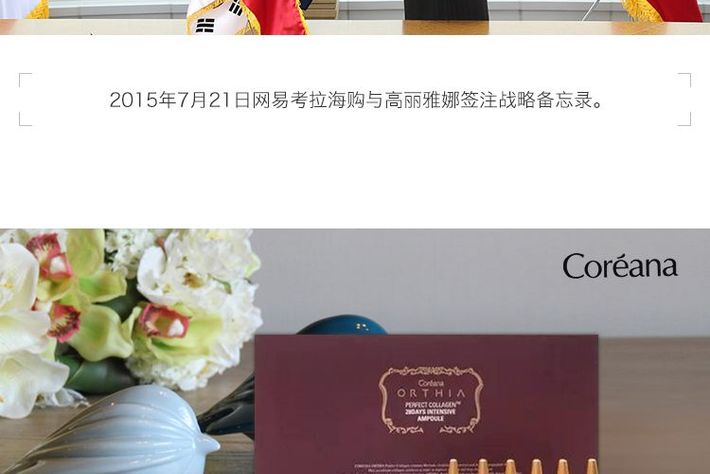 2015年7月21日网易考拉海购与高丽雅娜签注战略备忘录。
Coréana
Coréana
ORTHIA
PERFECT COLLAGEN™
28DAYS INTENSIVE
AMPOULE